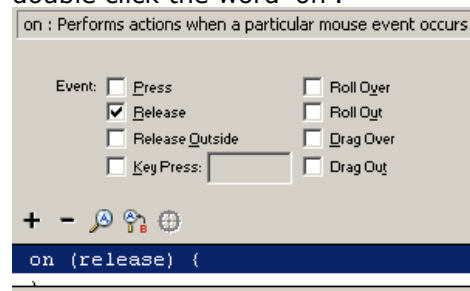 double click the word 'on'.
on : Performs actions when a particular mouse event occurs
Event: Press Roll Over
Release Roll Out
Release Outside Drag Over
Key Press: Drag Out
on (release) {
}